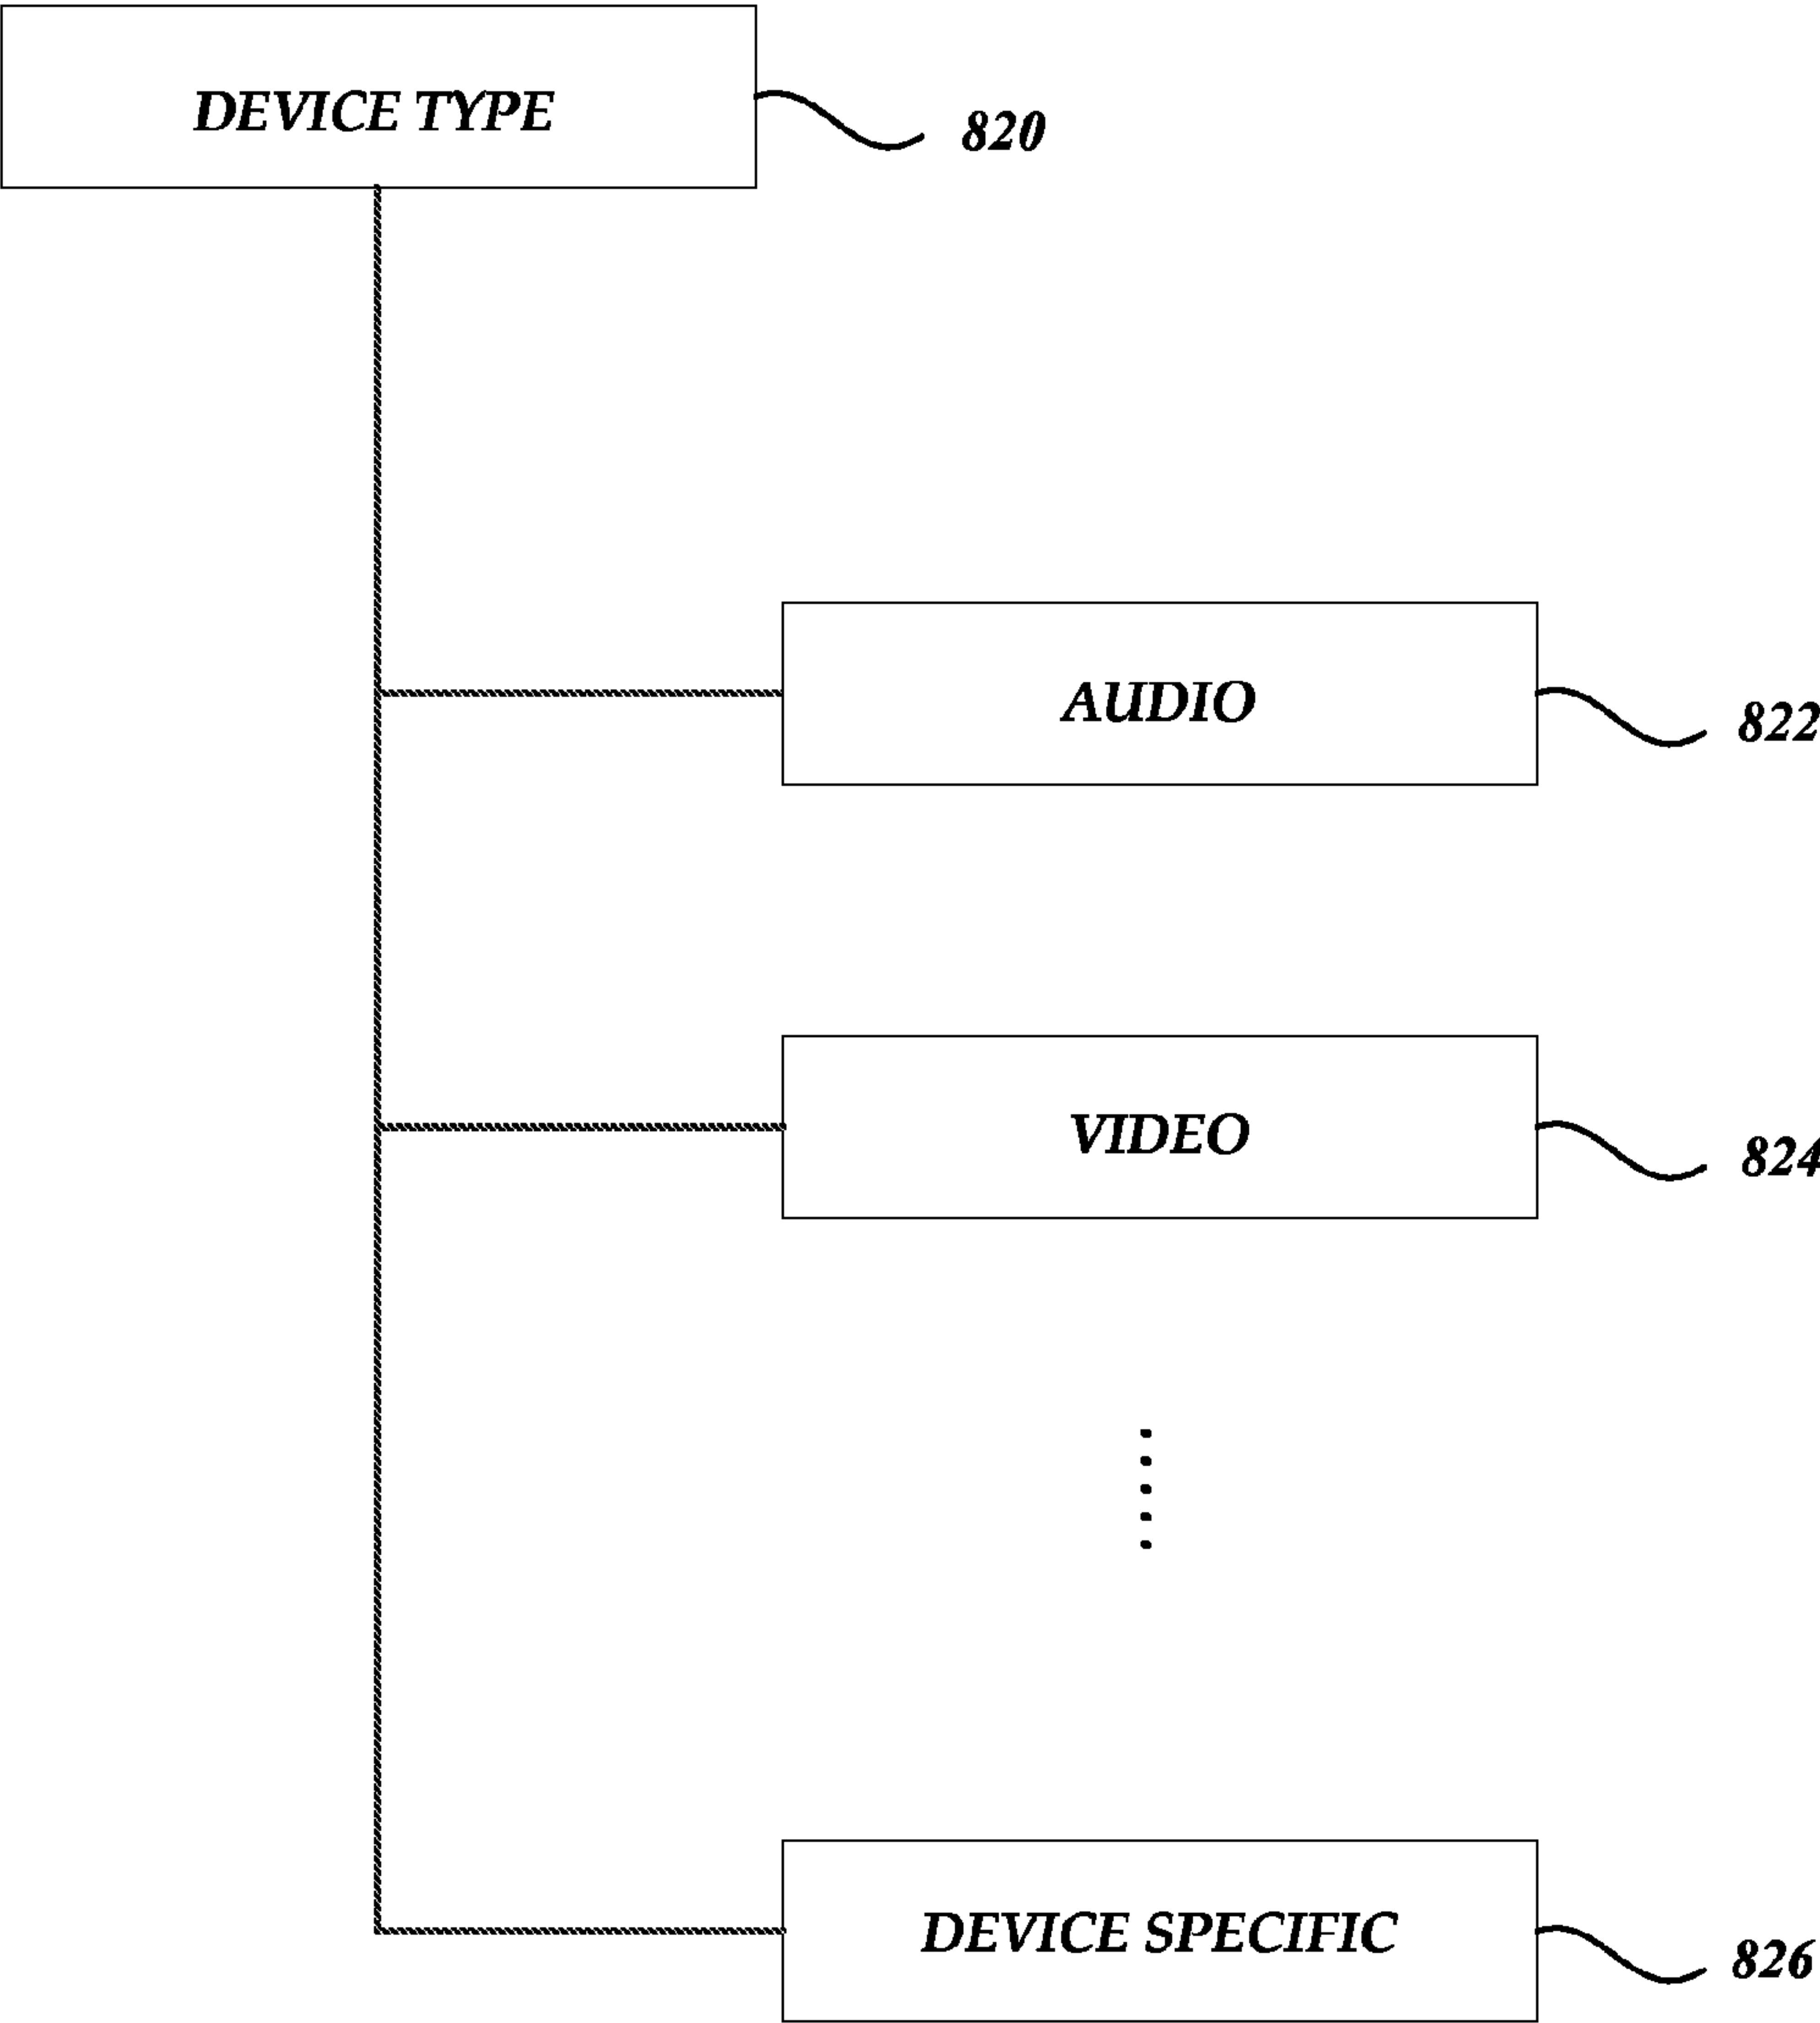 DEVICE TYPE
820
AUDIO
822
VIDEO
824
DEVICE SPECIFIC
826